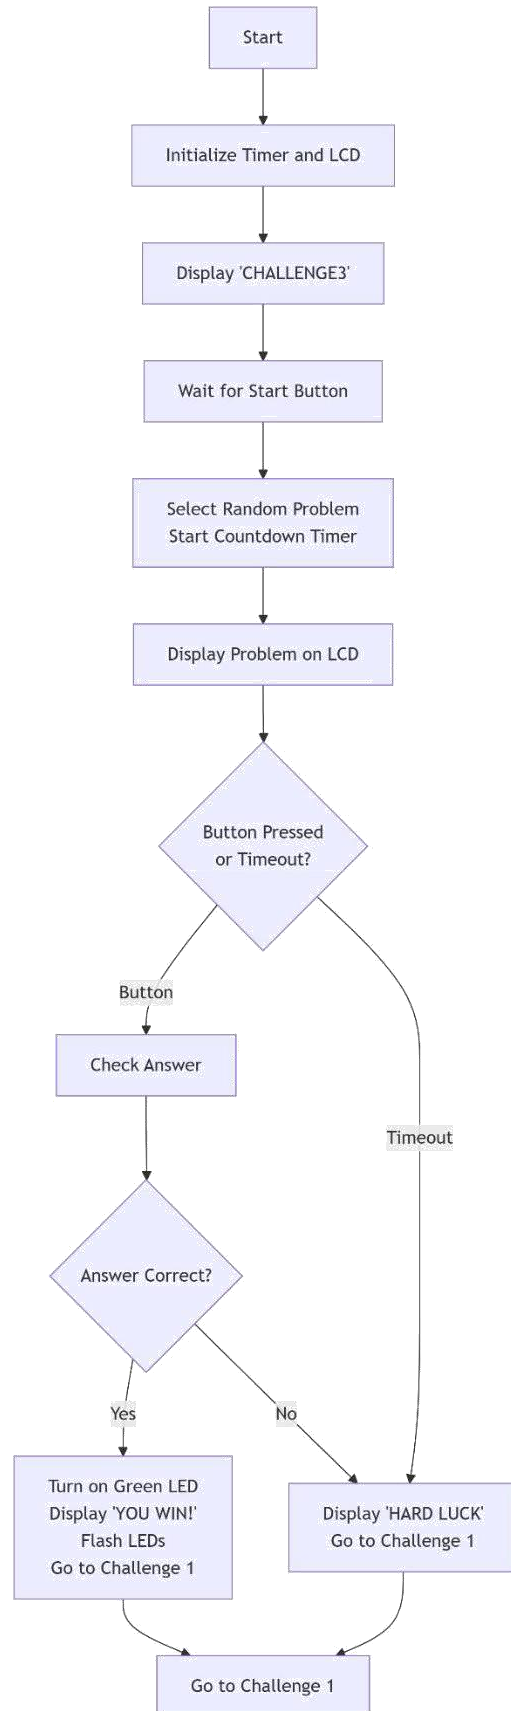 Start
Initialize Timer and LCD
Display 'CHALLENGE3'
Wait for Start Button
Select Random Problem
Start Countdown Timer
Display Problem on LCD
Button Pressed
or Timeout?
Button
Check Answer
Timeout
Answer Correct?
Yes
No
Turn on Green LED
Display 'YOU WIN!'
Flash LEDs
Go to Challenge 1
Display 'HARD LUCK'
Go to Challenge 1
Go to Challenge 1